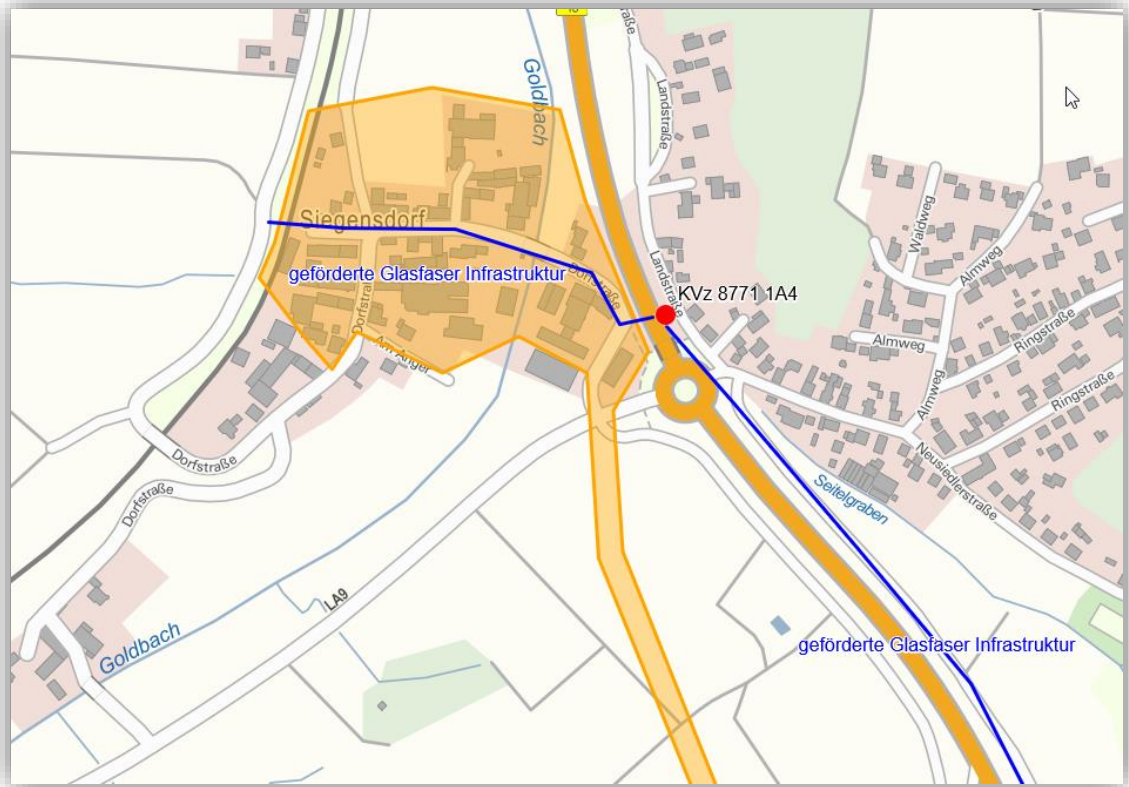 Goldbach
Landstraße
Siegensdorf
geförderte Glasfaser Infrastruktur
Dorfstraße
Landstraße
KVz 8771 1A4
Waldweg
Almweg
Almweg
Ringstraße
Almweg
Ringstraße
Am Anger
Neusiedlerstraße
Seitelgraben
Dorfstraße
Dorfstraße
LA9
Goldbach
geförderte Glasfaser Infrastruktur